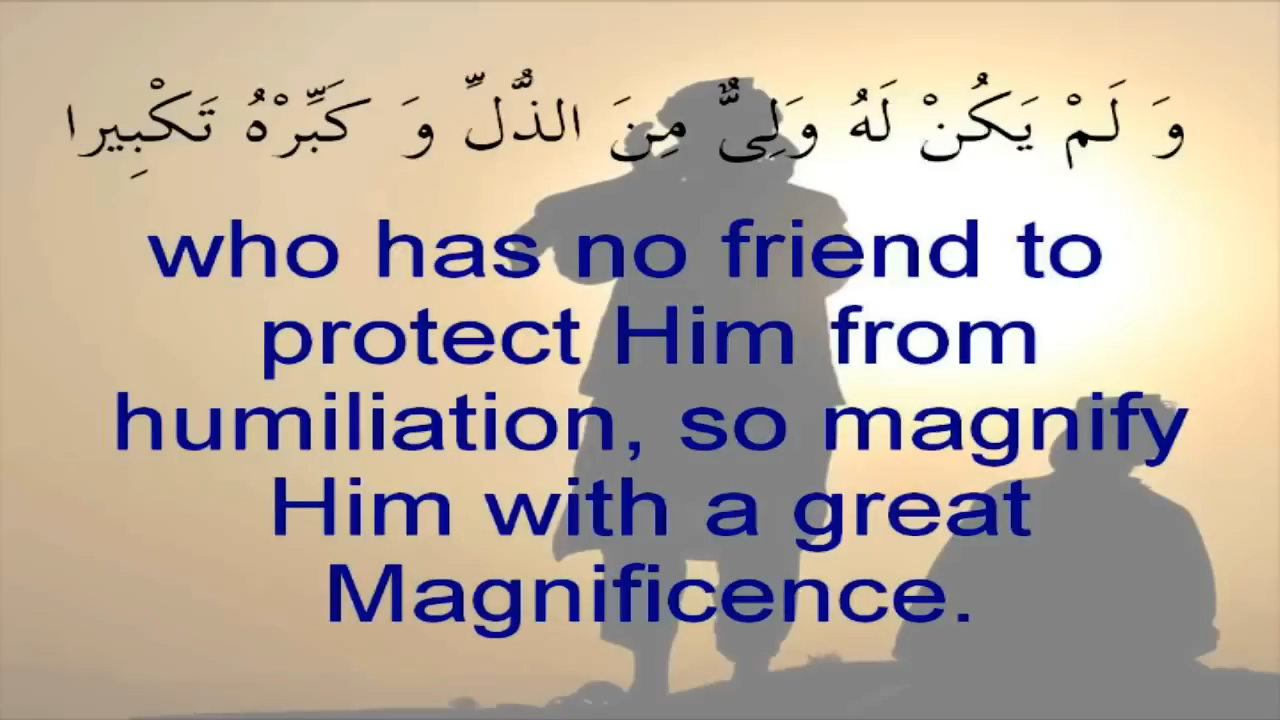 وَ لَمْ يَكُنْ لَهُ وَلِىٌّ مِنَ الذُّلِّ وَ كَبِّرْهُ تَكْبِيرا
who has no friend to
protect Him from
humiliation, so magnify
Him with a great
Magnificence.